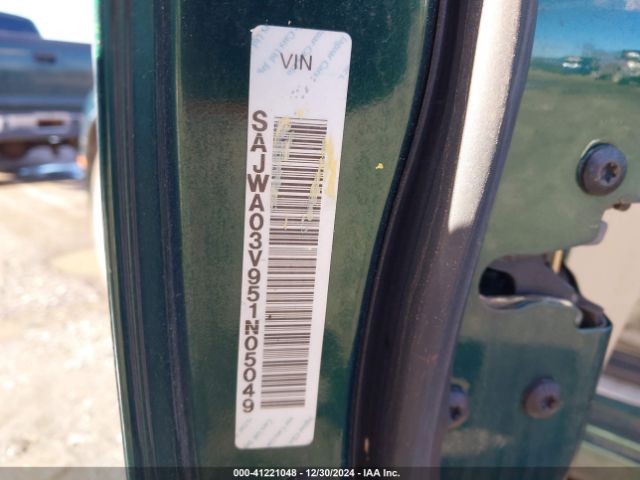 VIN
SAJWA03V951N05049
000-41221048 - 12/30/2024 - IAA Inc.